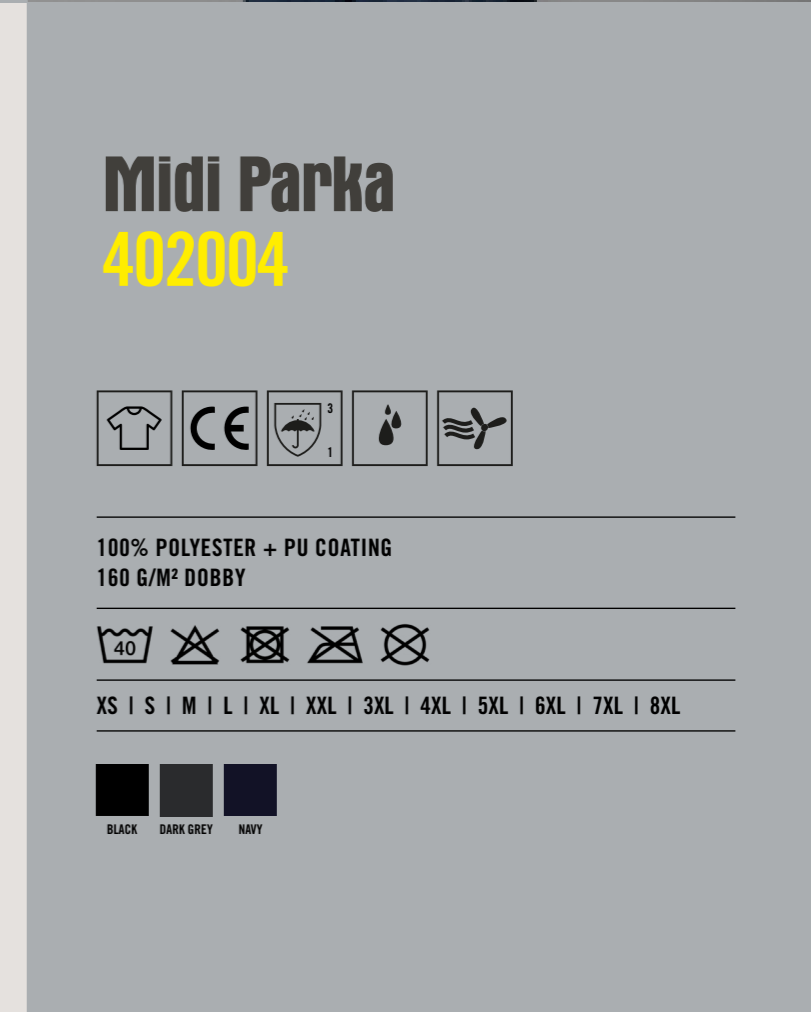 Midi Parka
402004
CE
3
1
100% POLYESTER + PU COATING
160 G/M² DOBBY
40
XS | S | M | L | XL | XXL | 3XL | 4XL | 5XL | 6XL | 7XL | 8XL
BLACK DARK GREY NAVY